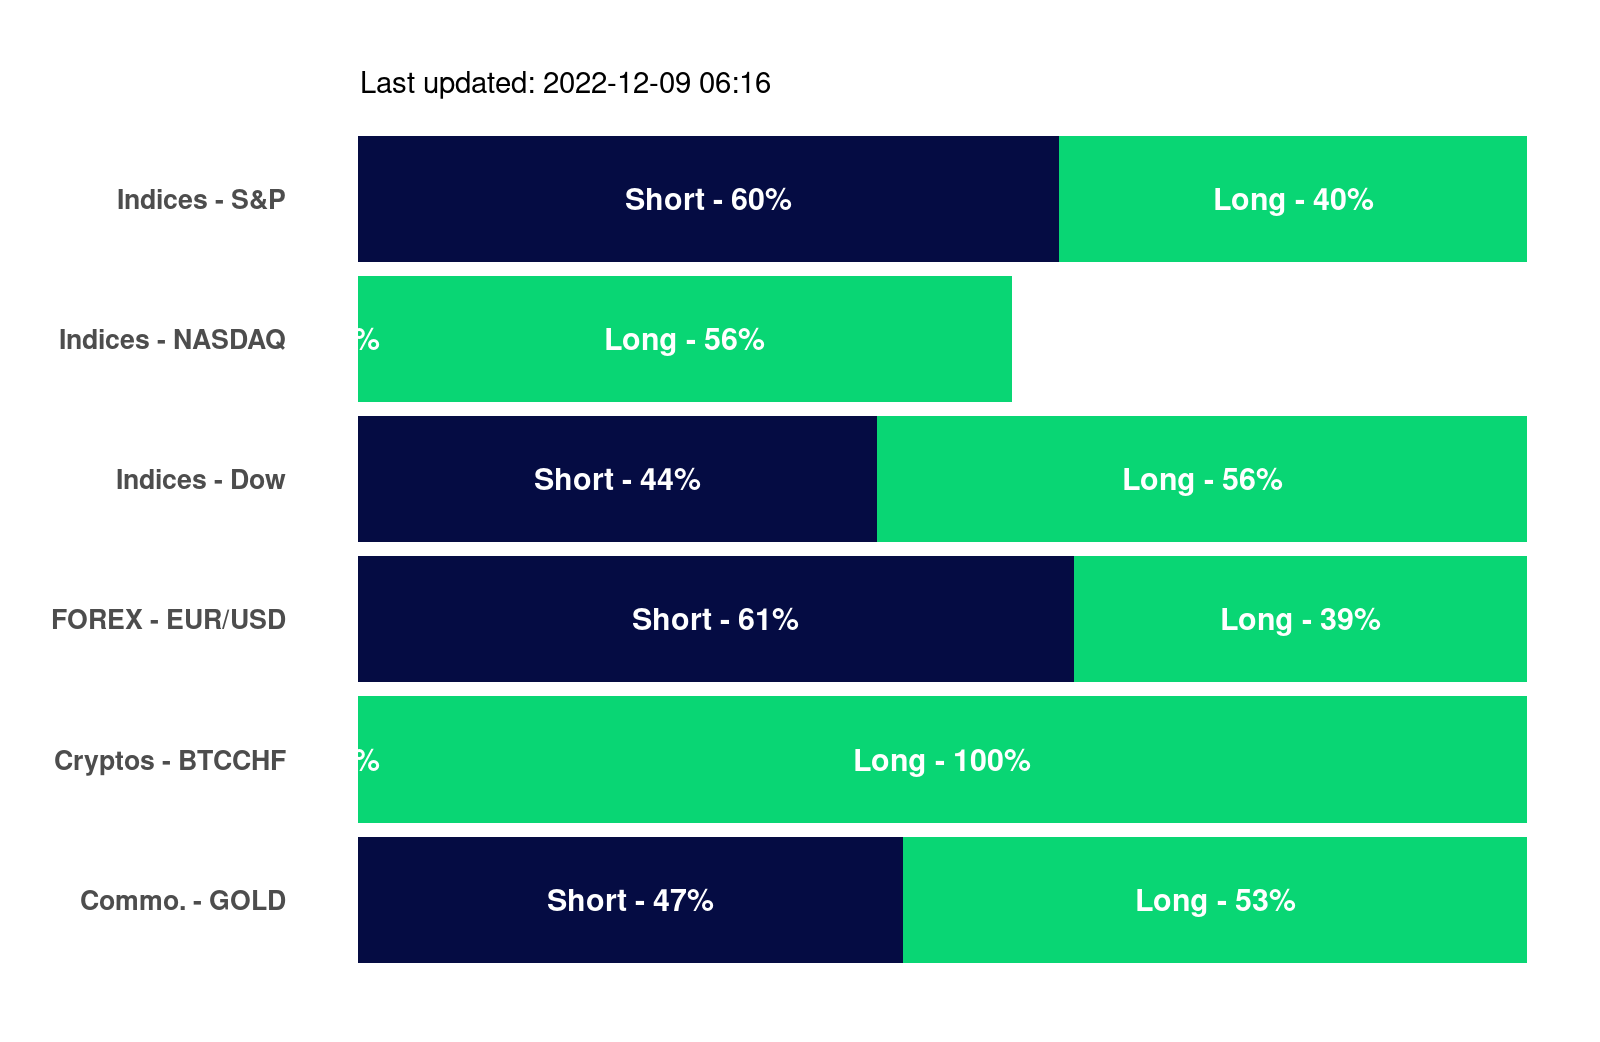 Last updated: 2022-12-09 06:16
Indices - S&P Short - 60% Long - 40%
Indices - NASDAQ % Long - 56%
Indices - Dow Short - 44% Long - 56%
FOREX - EUR/USD Short - 61% Long - 39%
Cryptos - BTCCHF % Long - 100%
Commo. - GOLD Short - 47% Long - 53%